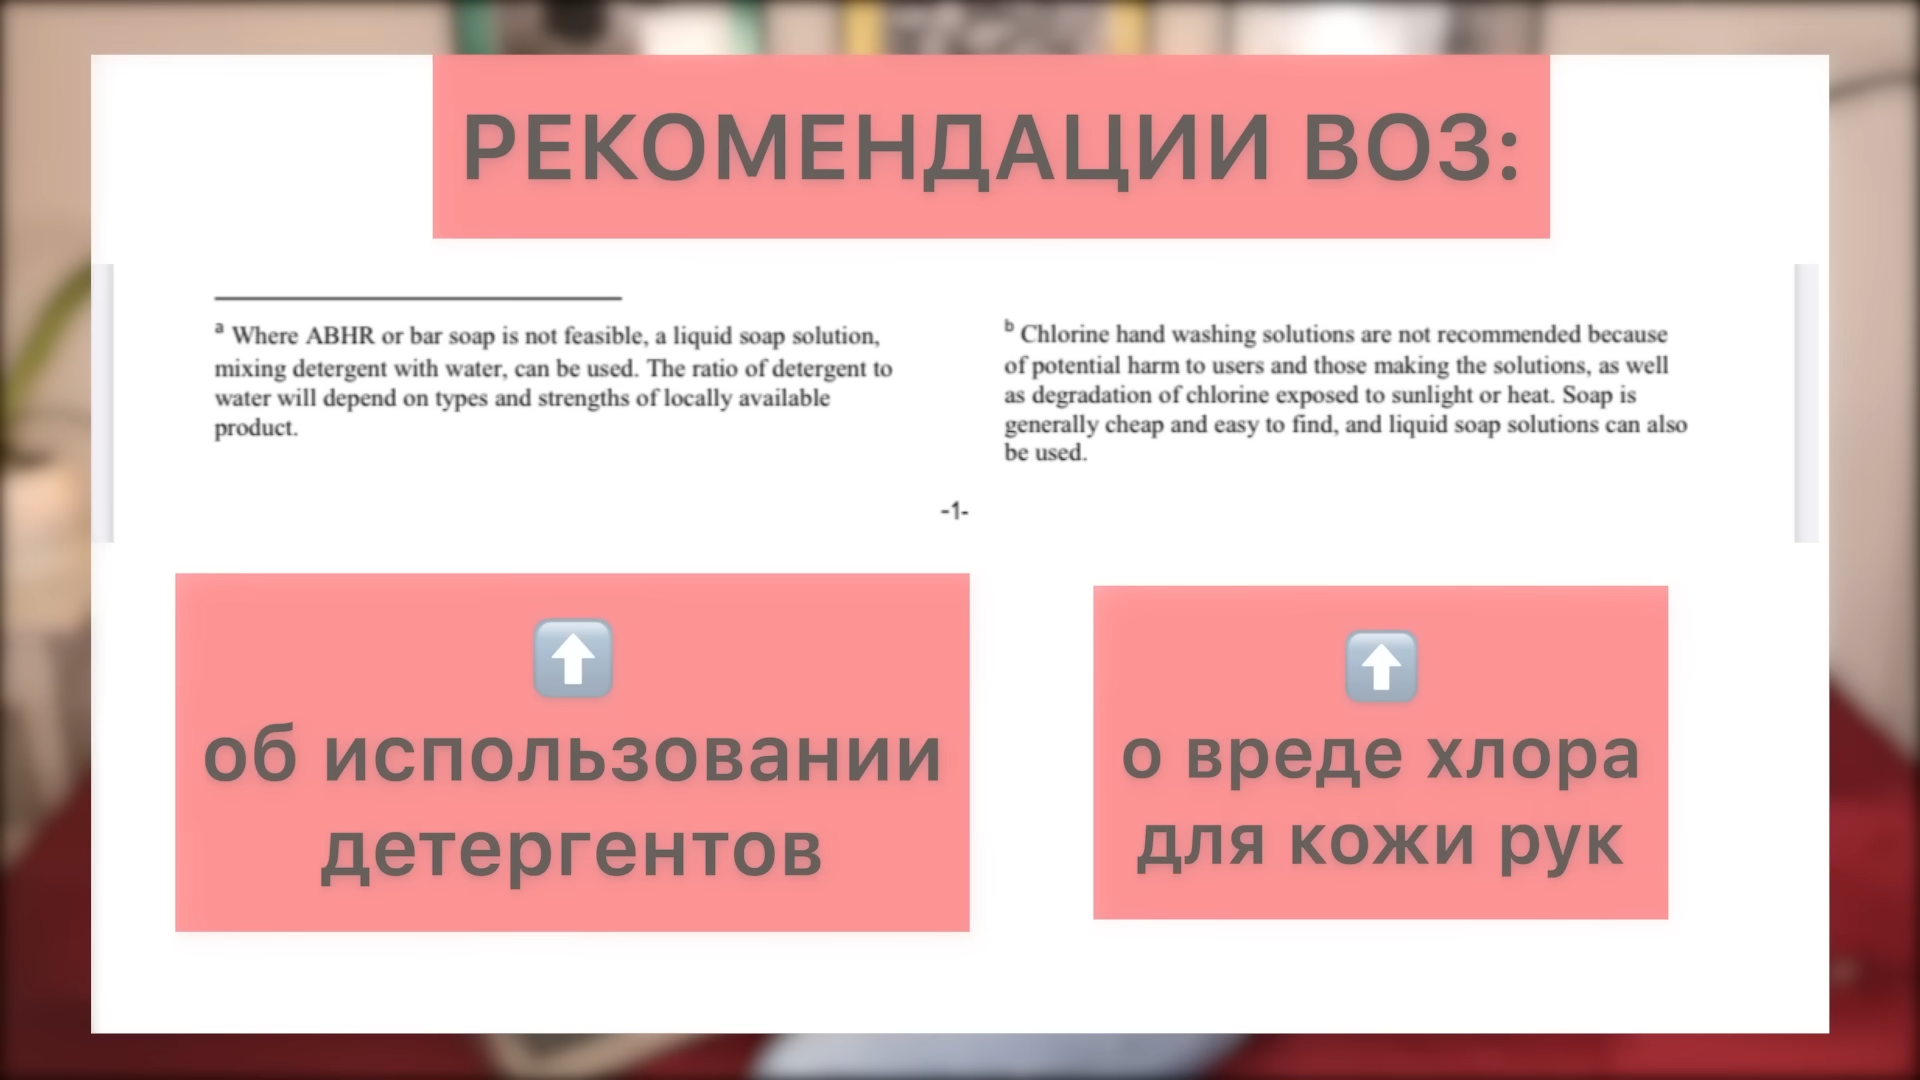 РЕКОМЕНДАЦИИ ВОЗ:
a Where ABHR or bar soap is not feasible, a liquid soap solution,
mixing detergent with water, can be used. The ratio of detergent to
water will depend on types and strengths of locally available
product.
b Chlorine hand washing solutions are not recommended because
of potential harm to users and those making the solutions, as well
as degradation of chlorine exposed to sunlight or heat. Soap is
generally cheap and easy to find, and liquid soap solutions can also
be used.
-1-
об использовании
детергентов
о вреде хлора
для кожи рук